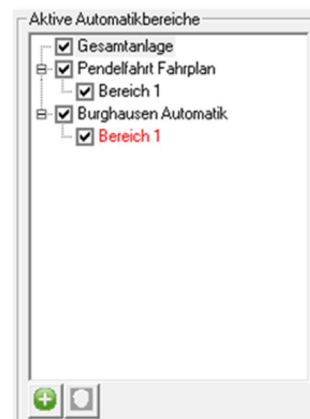 Aktive Automatikbereiche
Gesamtanlage
Pendelfahrt Fahrplan
Bereich 1
Burghausen Automatik
Bereich 1